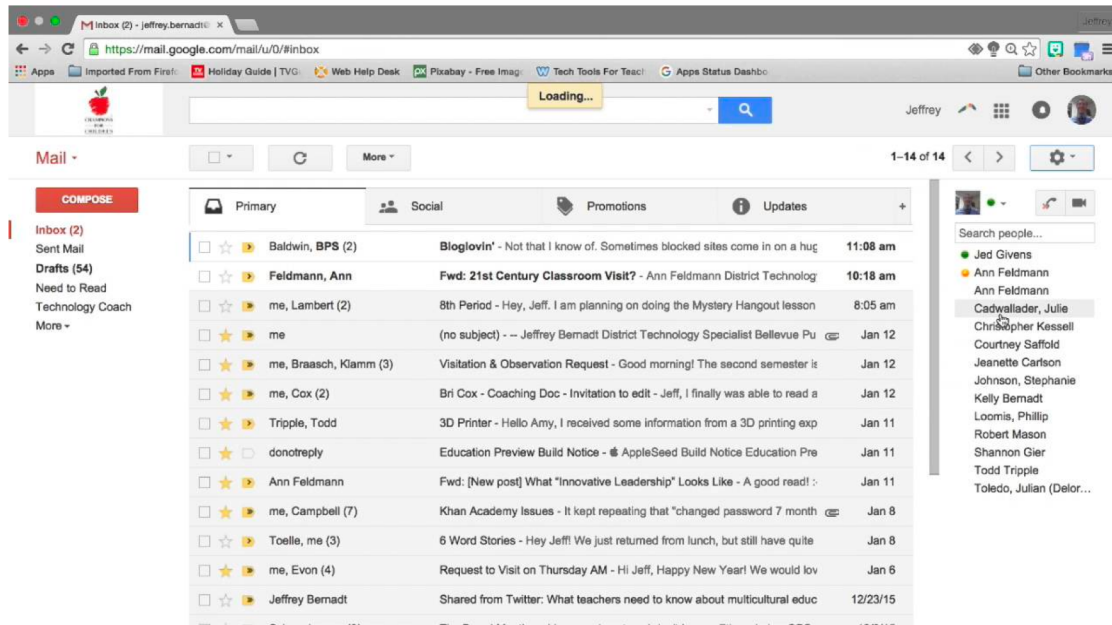 Inbox (2) - jeffrey.bernadt@
Jeffrey
https://mail.google.com/mail/u/0/#inbox
Apps Imported From Firefo Holiday Guide | TVG Web Help Desk Pixabay - Free Imag Tech Tools For Teach Apps Status Dashbo Other Bookmarks
Loading...
CHAMPIONS
FOR
CHILDREN
Jeffrey
Mail
More
1–14 of 14
COMPOSE
Inbox (2)
Sent Mail
Drafts (54)
Need to Read
Technology Coach
More
Primary Social Promotions Updates +
Baldwin, BPS (2) Bloglovin' - Not that I know of. Sometimes blocked sites come in on a hug 11:08 am
Feldmann, Ann Fwd: 21st Century Classroom Visit? - Ann Feldmann District Technolog 10:18 am
me, Lambert (2) 8th Period - Hey, Jeff. I am planning on doing the Mystery Hangout lesson 8:05 am
me (no subject) - -- Jeffrey Bernadt District Technology Specialist Bellevue Pu Jan 12
me, Braasch, Klamm (3) Visitation & Observation Request - Good morning! The second semester is Jan 12
me, Cox (2) Bri Cox - Coaching Doc - Invitation to edit - Jeff, I finally was able to read a Jan 12
Tripple, Todd 3D Printer - Hello Amy, I received some information from a 3D printing exp Jan 11
donotreply Education Preview Build Notice - AppleSeed Build Notice Education Pre Jan 11
Ann Feldmann Fwd: [New post] What "Innovative Leadership" Looks Like - A good read! :- Jan 11
me, Campbell (7) Khan Academy Issues - It kept repeating that "changed password 7 month Jan 8
Toelle, me (3) 6 Word Stories - Hey Jeff! We just returned from lunch, but still have quite Jan 8
me, Evon (4) Request to Visit on Thursday AM - Hi Jeff, Happy New Year! We would lov Jan 6
Jeffrey Bernadt Shared from Twitter: What teachers need to know about multicultural educ 12/23/15
Search people...
Jed Givens
Ann Feldmann
Ann Feldmann
Cadwallader, Julie
Christopher Kessell
Courtney Saffold
Jeanette Carlson
Johnson, Stephanie
Kelly Bernadt
Loomis, Phillip
Robert Mason
Shannon Gier
Todd Tripple
Toledo, Julian (Delor...